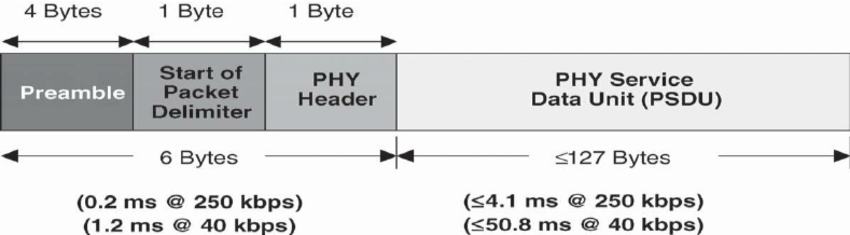 4 Bytes 1 Byte 1 Byte
Preamble
Start of
Packet
Delimiter
PHY
Header
PHY Service
Data Unit (PSDU)
6 Bytes ≤127 Bytes
(0.2 ms @ 250 kbps) (≤4.1 ms @ 250 kbps)
(1.2 ms @ 40 kbps) (≤50.8 ms @ 40 kbps)